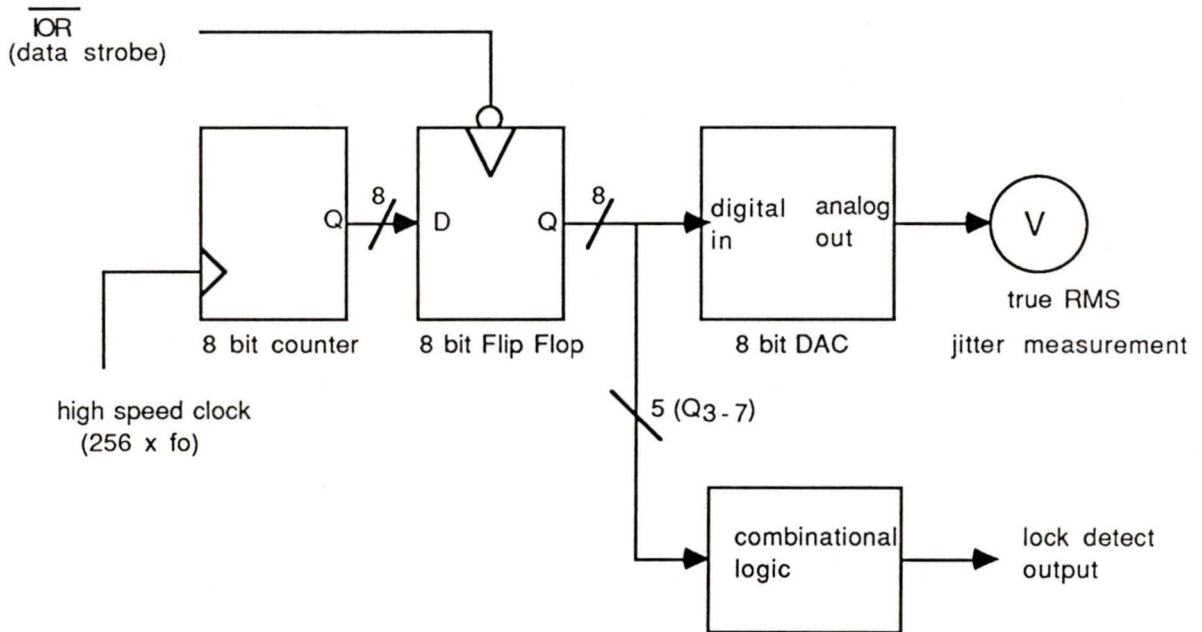 IOR
(data strobe)
8
8
Q
D
Q
digital analog
in out
V
8 bit counter
8 bit Flip Flop
8 bit DAC
true RMS
jitter measurement
high speed clock
(256 x fo)
5 (Q3-7)
combinational
logic
lock detect
output